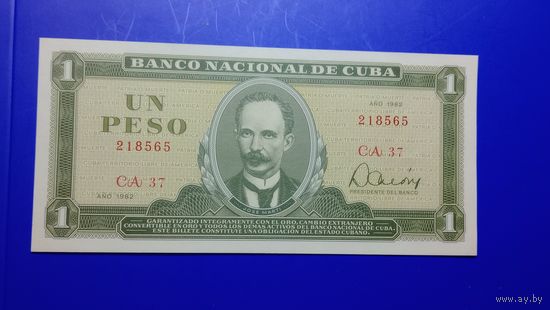 BANCO NACIONAL DE CUBA
1
1
UN
PESO
218565
CA 37
AÑO 1982
AÑO 1982
218565
CA 37
PRESIDENTE DEL BANCO
JOSE MARTI
GARANTIZADO INTEGRAMENTE CON EL ORO, CAMBIO EXTRANJERO
CONVERTIBLE EN ORO Y TODOS LOS DEMAS ACTIVOS DEL BANCO NACIONAL DE CUBA.
ESTE BILLETE CONSTITUYE UNA OBLIGACION DEL ESTADO CUBANO.
1
1
www.ay.by